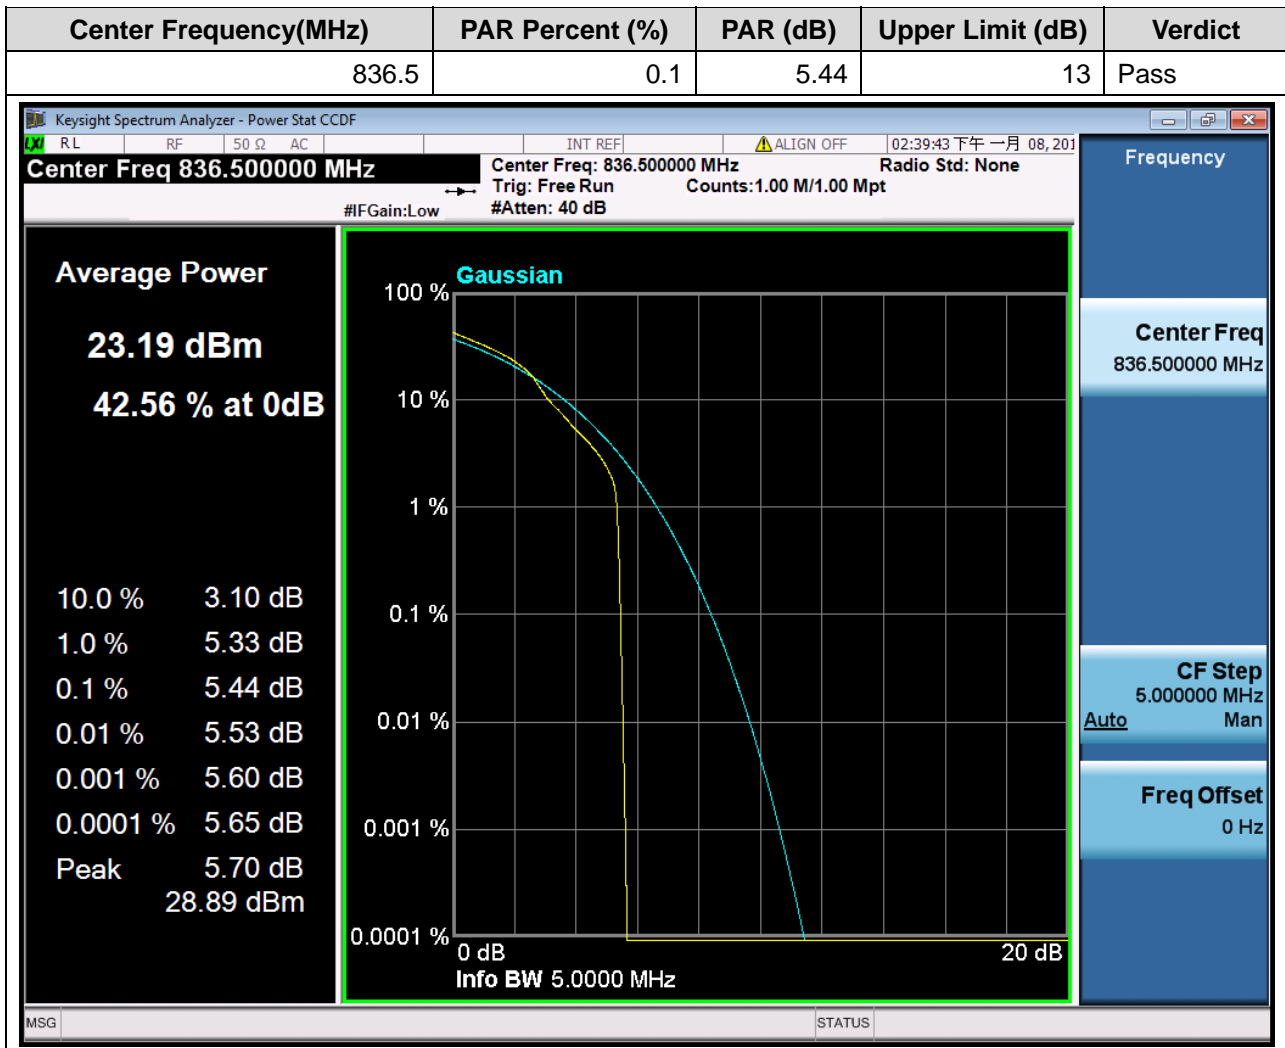 Center Frequency(MHz) PAR Percent (%) PAR (dB) Upper Limit (dB) Verdict
836.5 0.1 5.44 13 Pass
Keysight Spectrum Analyzer - Power Stat CCDF
LXI RL RF 50 Ω AC INT REF ALIGN OFF 02:39:43 下午 一月 08, 201
Center Freq 836.500000 MHz
Center Freq: 836.500000 MHz Radio Std: None
Trig: Free Run Counts:1.00 M/1.00 Mpt
#IFGain:Low #Atten: 40 dB
Frequency
Average Power
23.19 dBm
42.56 % at 0dB
10.0 % 3.10 dB
1.0 % 5.33 dB
0.1 % 5.44 dB
0.01 % 5.53 dB
0.001 % 5.60 dB
0.0001 % 5.65 dB
Peak 5.70 dB
28.89 dBm
Gaussian
100 %
10 %
1 %
0.1 %
0.01 %
0.001 %
0.0001 %
0 dB 20 dB
Info BW 5.0000 MHz
Center Freq
836.500000 MHz
CF Step
5.000000 MHz
Auto Man
Freq Offset
0 Hz
MSG STATUS